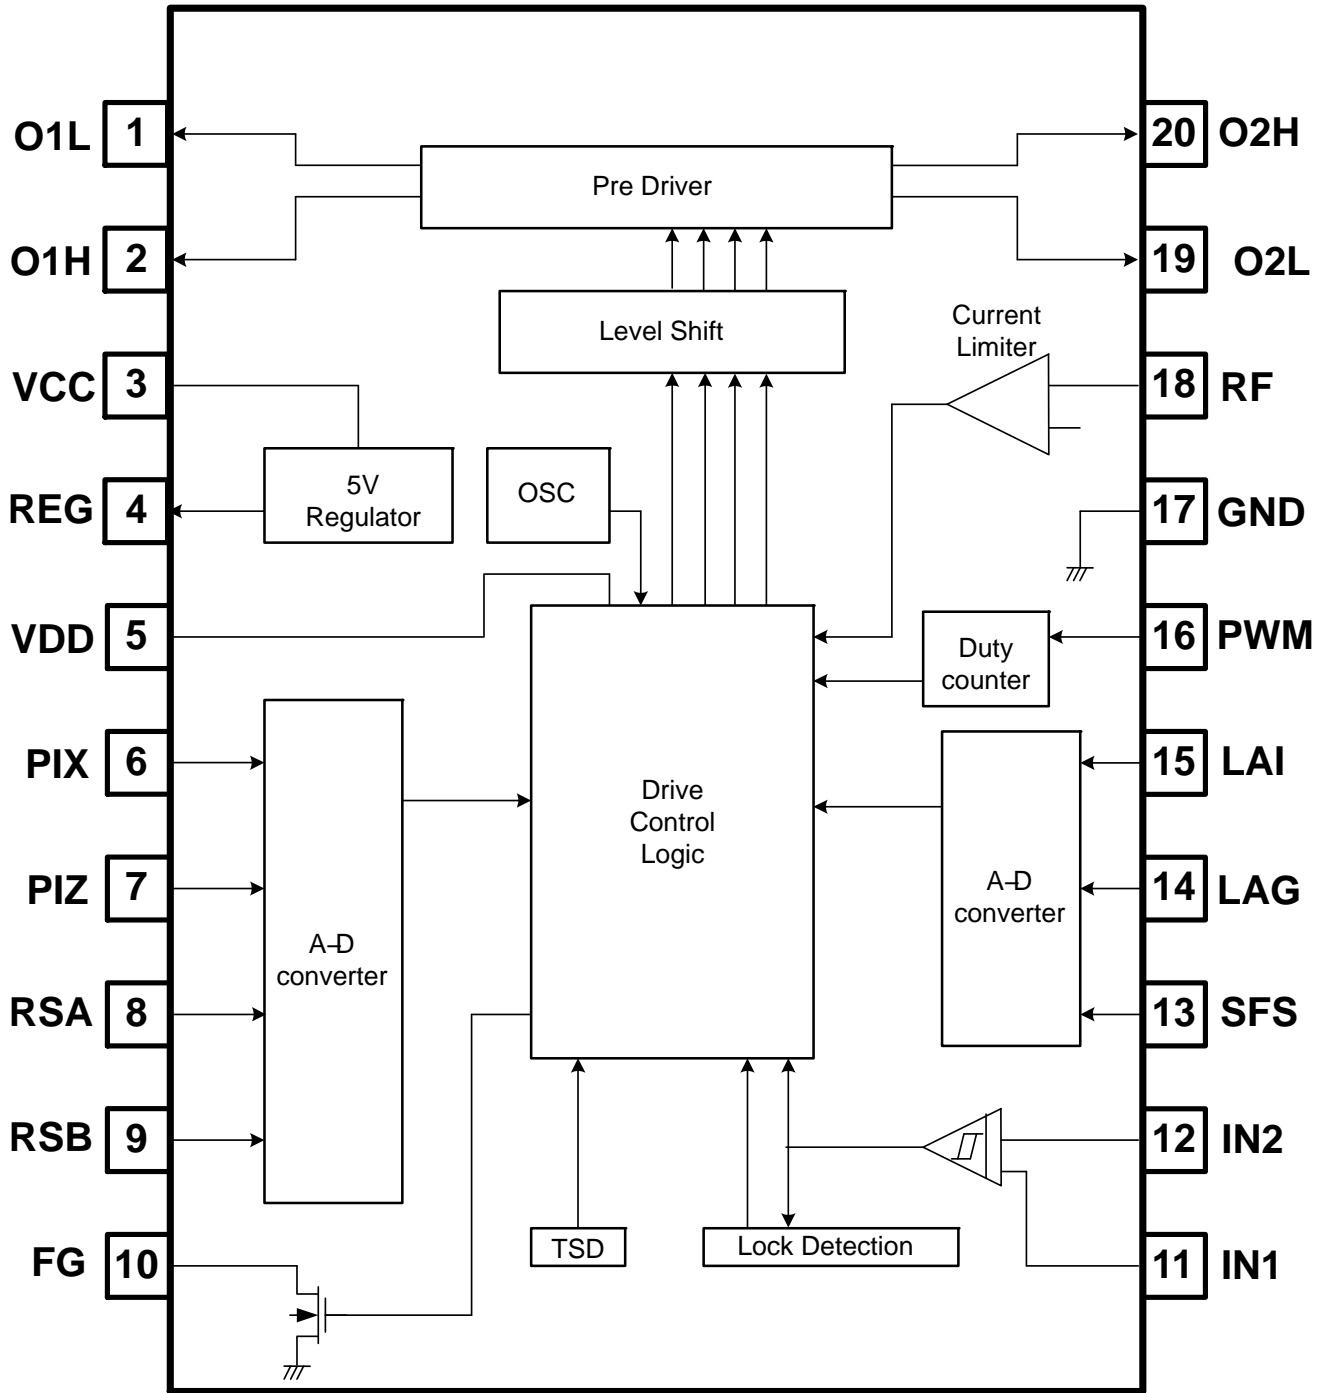 O1L 1
O1H 2
VCC 3
REG 4
VDD 5
PIX 6
PIZ 7
RSA 8
RSB 9
FG 10
Pre Driver
Level Shift
Current
Limiter
5V
Regulator
OSC
Duty
counter
Drive
Control
Logic
A–D
converter
A–D
converter
TSD
Lock Detection
20 O2H
19 O2L
18 RF
17 GND
16 PWM
15 LAI
14 LAG
13 SFS
12 IN2
11 IN1